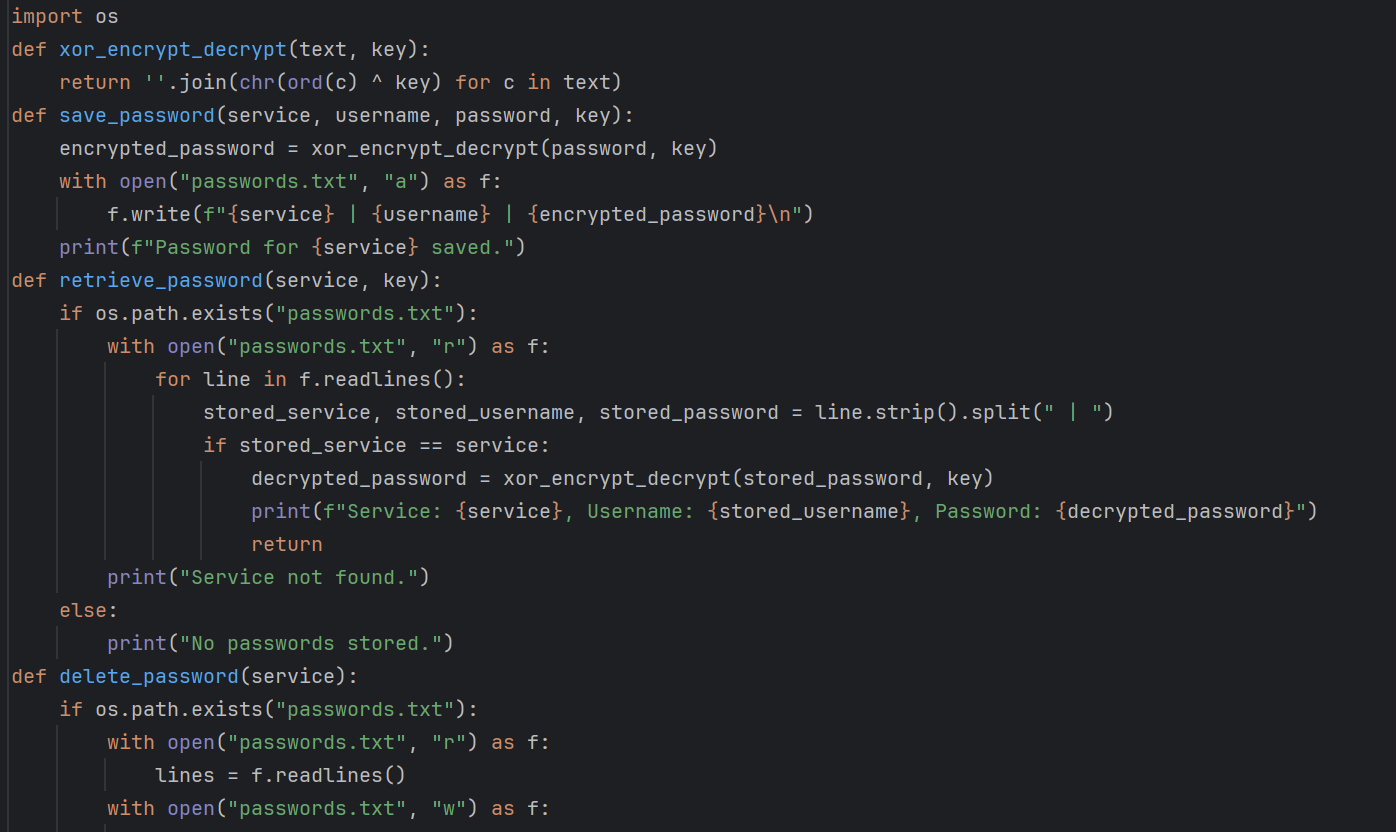 import os
def xor_encrypt_decrypt(text, key):
    return ''.join(chr(ord(c) ^ key) for c in text)
def save_password(service, username, password, key):
    encrypted_password = xor_encrypt_decrypt(password, key)
    with open("passwords.txt", "a") as f:
        f.write(f"{service} | {username} | {encrypted_password}\n")
    print(f"Password for {service} saved.")
def retrieve_password(service, key):
    if os.path.exists("passwords.txt"):
        with open("passwords.txt", "r") as f:
            for line in f.readlines():
                stored_service, stored_username, stored_password = line.strip().split(" | ")
                if stored_service == service:
                    decrypted_password = xor_encrypt_decrypt(stored_password, key)
                    print(f"Service: {service}, Username: {stored_username}, Password: {decrypted_password}")
                    return
        print("Service not found.")
    else:
        print("No passwords stored.")
def delete_password(service):
    if os.path.exists("passwords.txt"):
        with open("passwords.txt", "r") as f:
            lines = f.readlines()
        with open("passwords.txt", "w") as f: